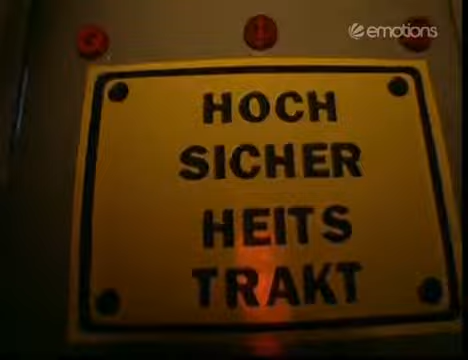 emotions
HOCH
SICHER
HEITS
TRAKT